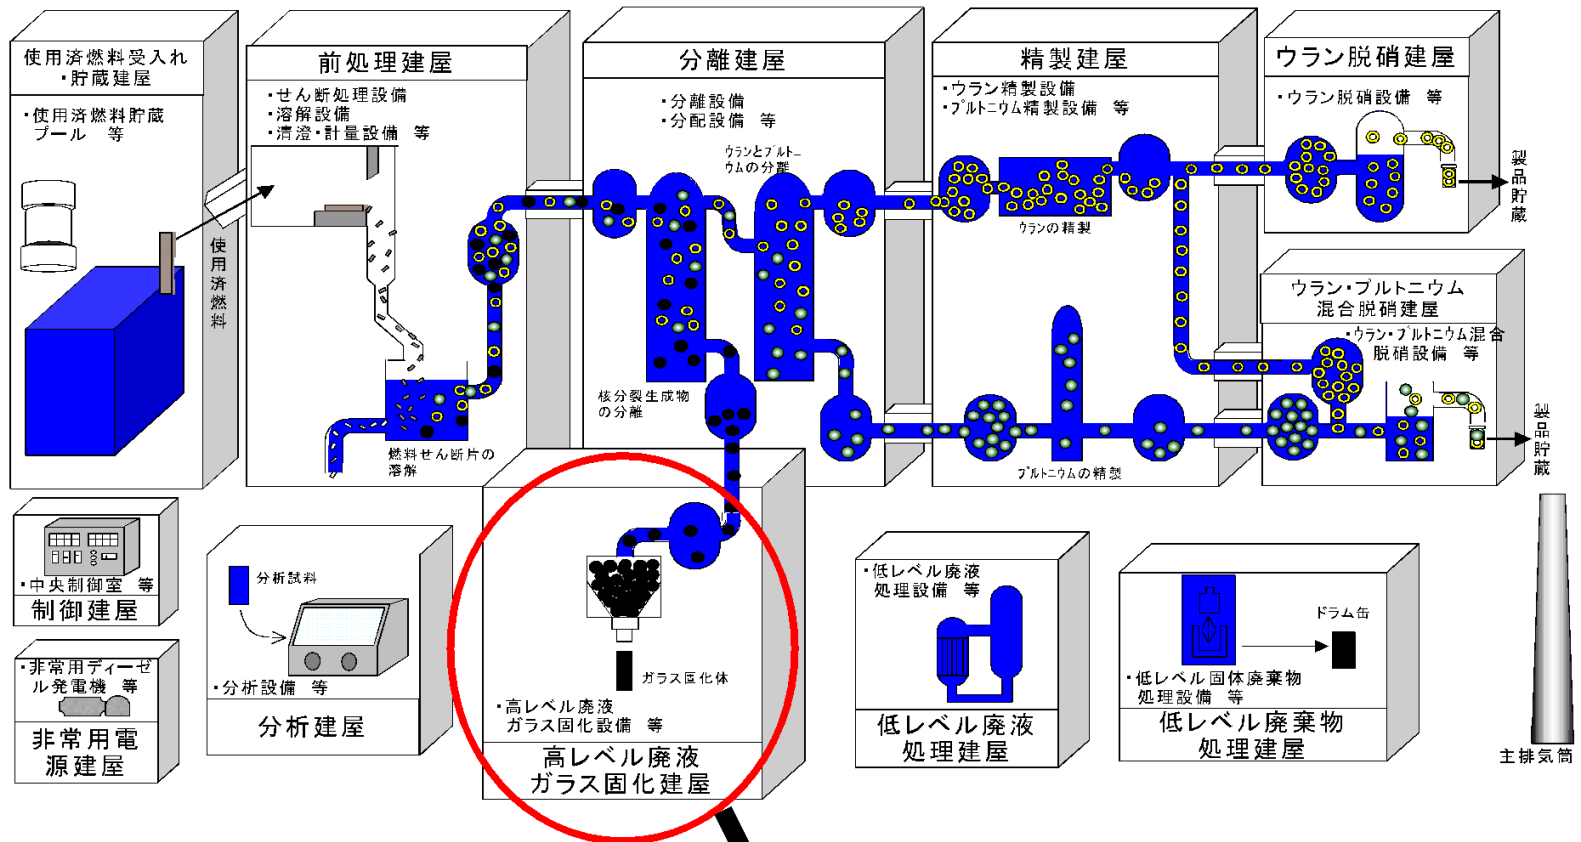 使用済燃料受入れ
・貯蔵建屋
・使用済燃料貯蔵
プール 等
使用済燃料
前処理建屋
・せん断処理設備
・溶解設備
・清澄・計量設備 等
燃料せん断片の
溶解
分離建屋
・分離設備
・分配設備 等
ウランとプルトニ
ウムの分離
核分裂生成物
の分離
精製建屋
・ウラン精製設備
・プルトニウム精製設備 等
ウランの精製
プルトニウムの精製
ウラン脱硝建屋
・ウラン脱硝設備 等
製品貯蔵
ウラン・プルトニウム
混合脱硝建屋
・ウラン・プルトニウム混合
脱硝設備 等
製品貯蔵
・中央制御室 等
制御建屋
・非常用ディーゼ
ル発電機 等
非常用電
源建屋
分析試料
・分析設備 等
分析建屋
ガラス固化体
・高レベル廃液
ガラス固化設備 等
高レベル廃液
ガラス固化建屋
・低レベル廃液
処理設備 等
低レベル廃液
処理建屋
ドラム缶
・低レベル固体廃棄物
処理設備 等
低レベル廃棄物
処理建屋
主排気筒